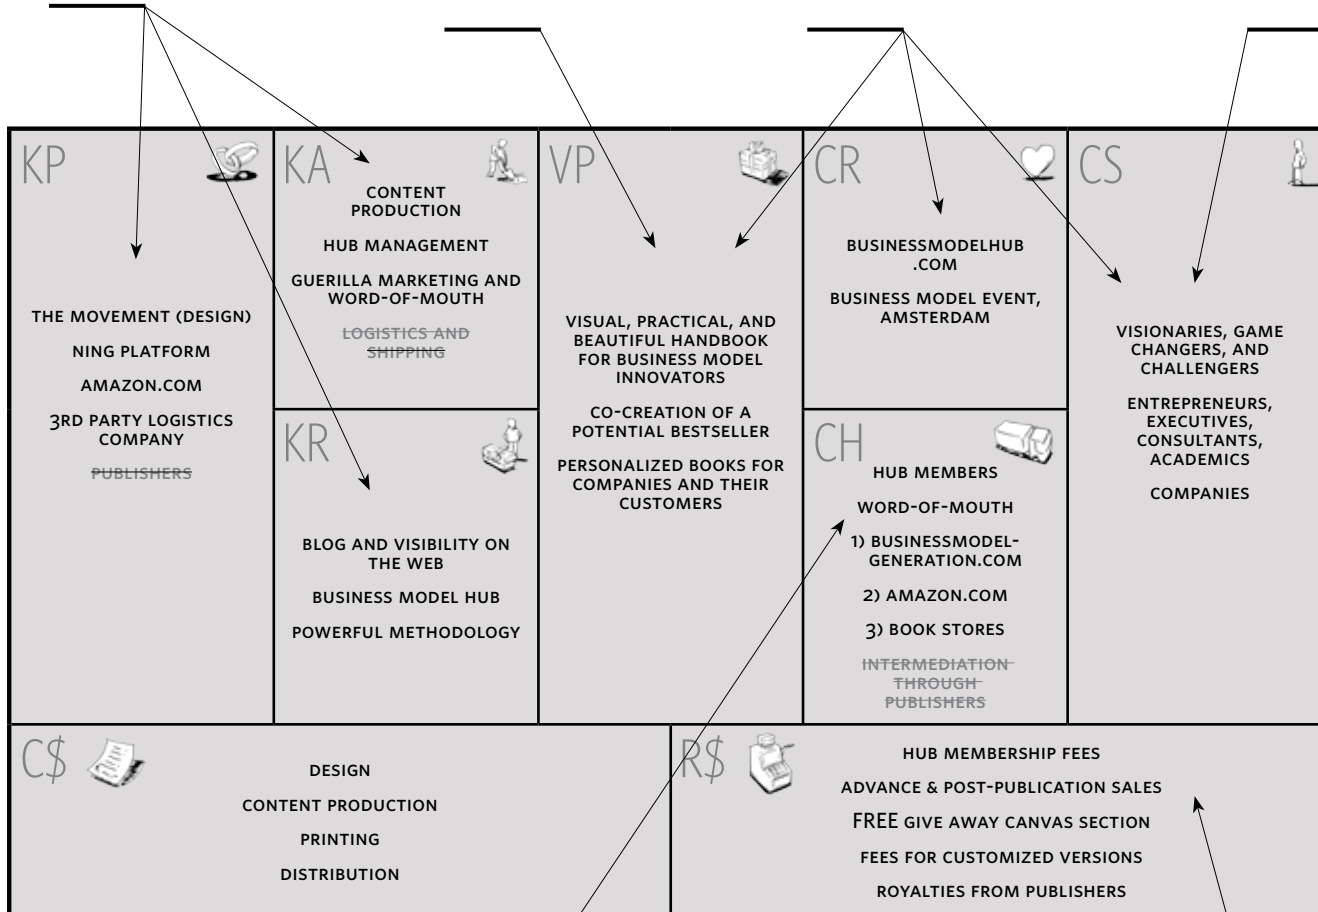 KP
THE MOVEMENT (DESIGN)
NING PLATFORM
AMAZON.COM
3RD PARTY LOGISTICS
COMPANY
PUBLISHERS
KA
CONTENT
PRODUCTION
HUB MANAGEMENT
GUERILLA MARKETING AND
WORD-OF-MOUTH
LOGISTICS AND
SHIPPING
KR
BLOG AND VISIBILITY ON
THE WEB
BUSINESS MODEL HUB
POWERFUL METHODOLOGY
VP
VISUAL, PRACTICAL, AND
BEAUTIFUL HANDBOOK
FOR BUSINESS MODEL
INNOVATORS
CO-CREATION OF A
POTENTIAL BESTSELLER
PERSONALIZED BOOKS FOR
COMPANIES AND THEIR
CUSTOMERS
CR
BUSINESSMODELHUB
.COM
BUSINESS MODEL EVENT,
AMSTERDAM
CH
HUB MEMBERS
WORD-OF-MOUTH
1) BUSINESSMODEL-
GENERATION.COM
2) AMAZON.COM
3) BOOK STORES
INTERMEDIATION
THROUGH
PUBLISHERS
CS
VISIONARIES, GAME
CHANGERS, AND
CHALLENGERS
ENTREPRENEURS,
EXECUTIVES,
CONSULTANTS,
ACADEMICS
COMPANIES
C$
DESIGN
CONTENT PRODUCTION
PRINTING
DISTRIBUTION
R$
HUB MEMBERSHIP FEES
ADVANCE & POST-PUBLICATION SALES
FREE GIVE AWAY CANVAS SECTION
FEES FOR CUSTOMIZED VERSIONS
ROYALTIES FROM PUBLISHERS